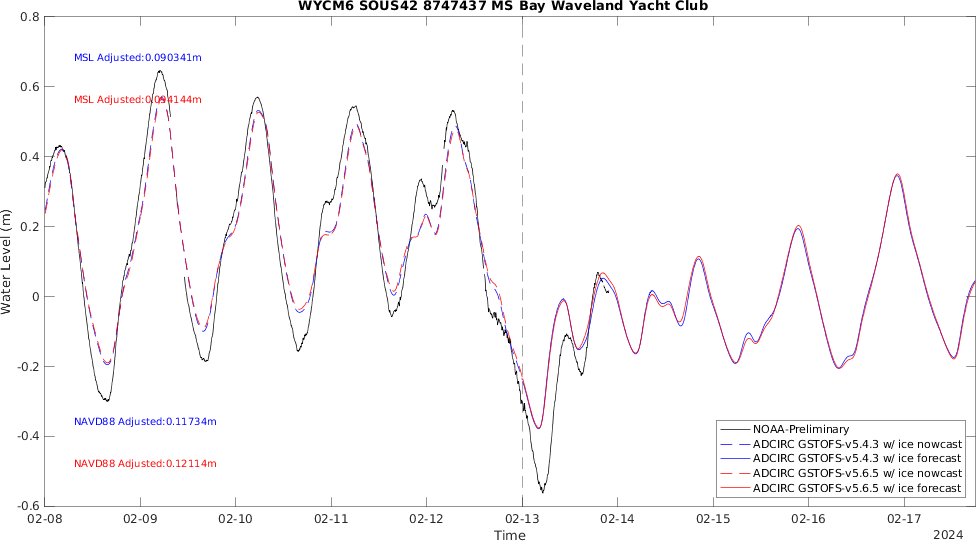 WYCM6 SOUS42 8747437 MS Bay Waveland Yacht Club
0.8
0.6
0.4
0.2
0
-0.2
-0.4
-0.6
Water Level (m)
MSL Adjusted:0.090341m
MSL Adjusted:0.094144m
NAVD88 Adjusted:0.11734m
NAVD88 Adjusted:0.12114m
NOAA-Preliminary
ADCIRC GSTOFS-v5.4.3 w/ ice nowcast
ADCIRC GSTOFS-v5.4.3 w/ ice forecast
ADCIRC GSTOFS-v5.6.5 w/ ice nowcast
ADCIRC GSTOFS-v5.6.5 w/ ice forecast
02-08 02-09 02-10 02-11 02-12 02-13 02-14 02-15 02-16 02-17
Time
2024